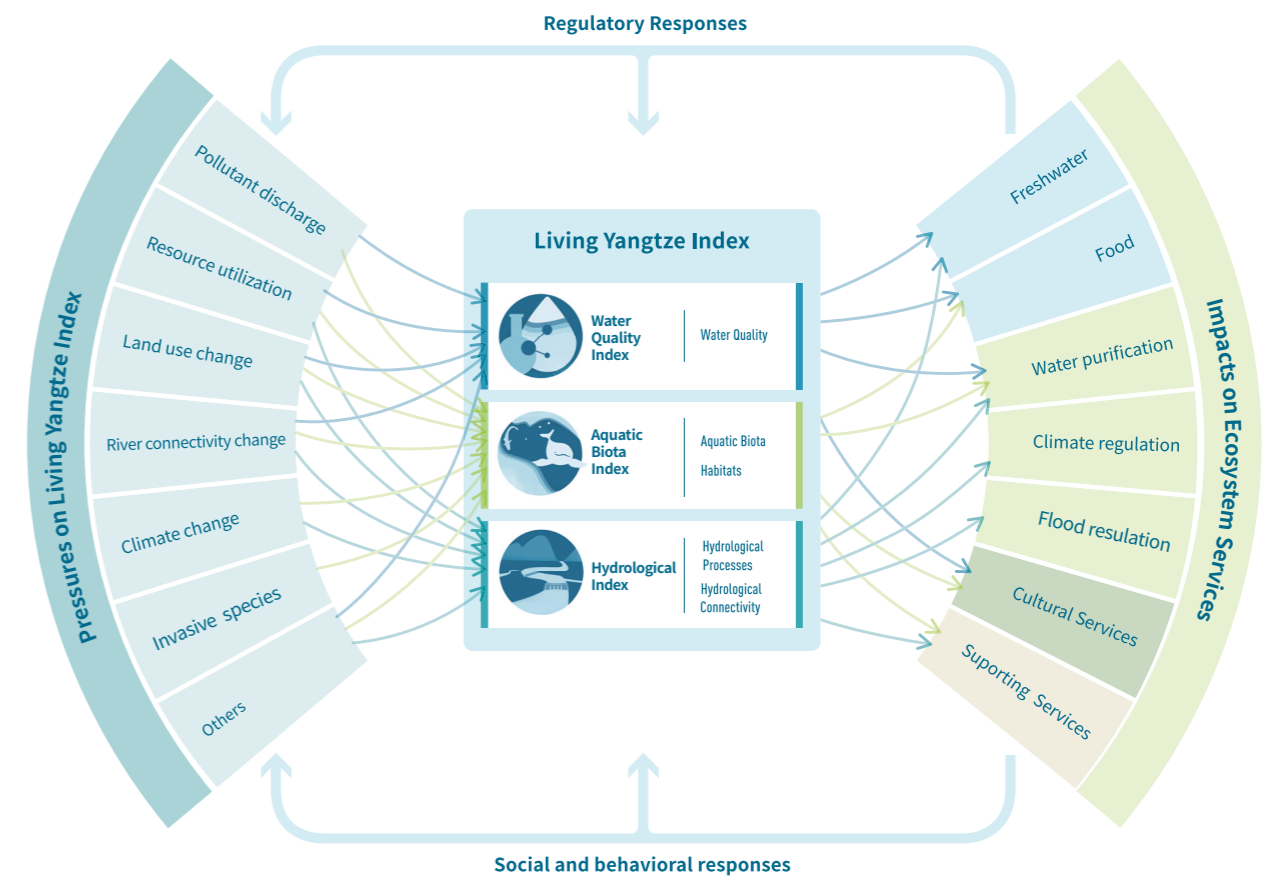 Regulatory Responses
Pressures on Living Yangtze Index
Pollutant discharge
Resource utilization
Land use change
River connectivity change
Climate change
Invasive species
Others
Living Yangtze Index
Water
Quality
Index
Water Quality
Aquatic
Biota
Index
Aquatic Biota
Habitats
Hydrological
Index
Hydrological
Processes
Hydrological
Connectivity
Freshwater
Food
Water purification
Climate regulation
Flood resulation
Cultural Services
Suporting Services
Impacts on Ecosystem Services
Social and behavioral responses